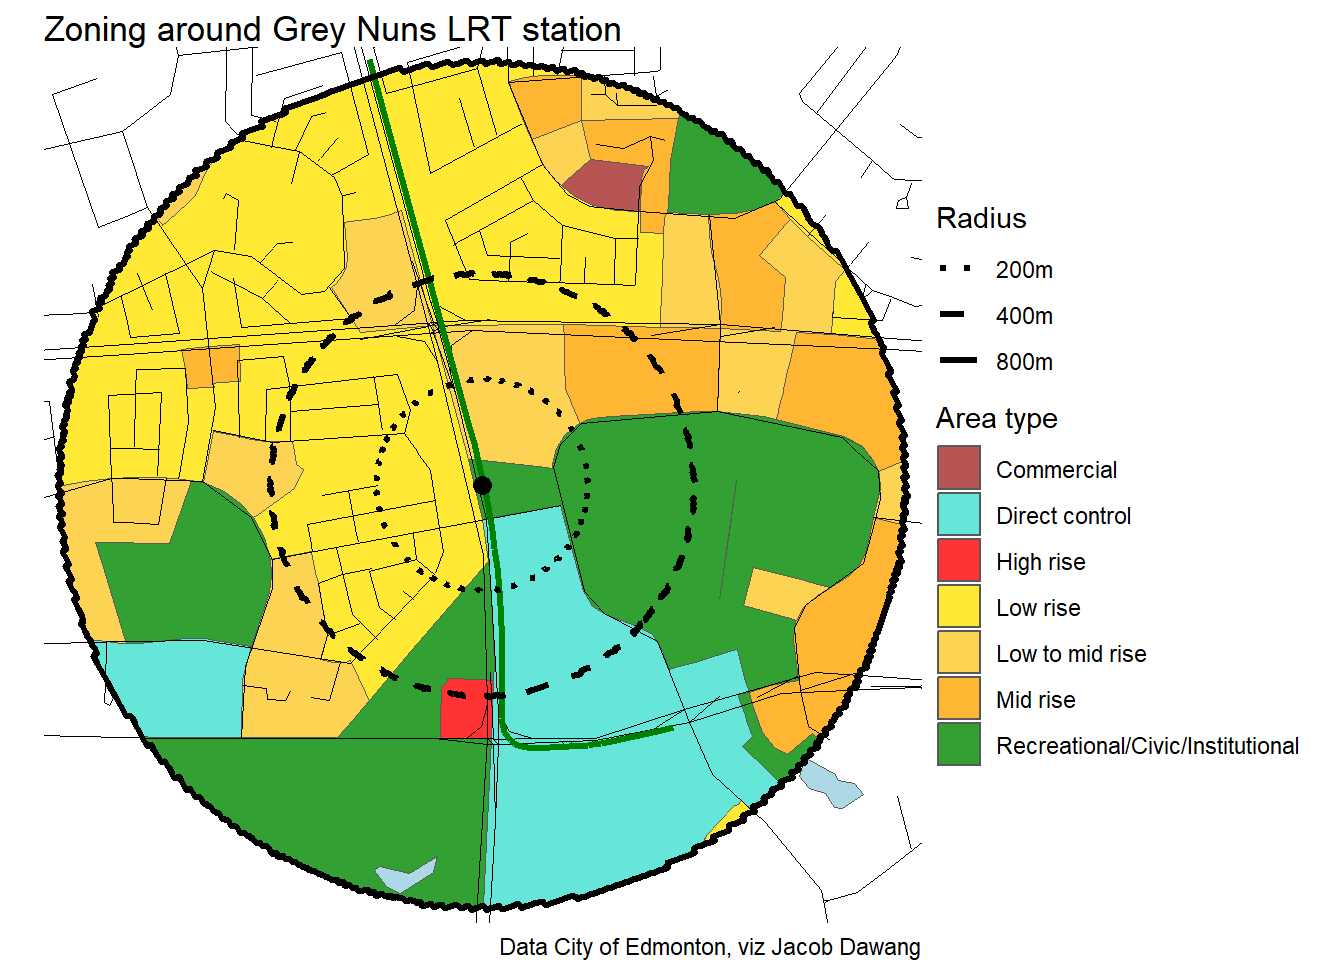 Zoning around Grey Nuns LRT station
Radius
200m
400m
800m
Area type
Commercial
Direct control
High rise
Low rise
Low to mid rise
Mid rise
Recreational/Civic/Institutional
Data City of Edmonton, viz Jacob Dawang